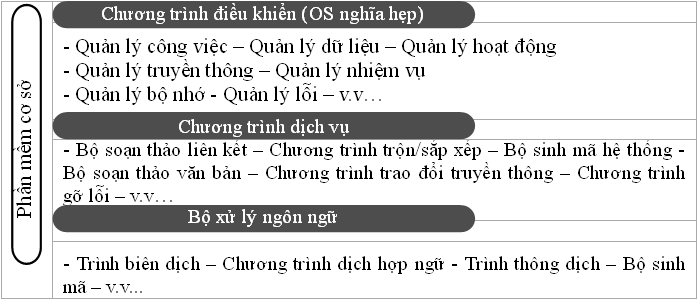 Phần mềm cơ sở
Chương trình điều khiển (OS nghĩa hẹp)
- Quản lý công việc – Quản lý dữ liệu – Quản lý hoạt động
- Quản lý truyền thông – Quản lý nhiệm vụ
- Quản lý bộ nhớ - Quản lý lỗi – v.v…
Chương trình dịch vụ
- Bộ soạn thảo liên kết – Chương trình trộn/sắp xếp – Bộ sinh mã hệ thống -
Bộ soạn thảo văn bản – Chương trình trao đổi truyền thông – Chương trình
gỡ lỗi – v.v…
Bộ xử lý ngôn ngữ
- Trình biên dịch – Chương trình dịch hợp ngữ - Trình thông dịch – Bộ sinh
mã – v.v...